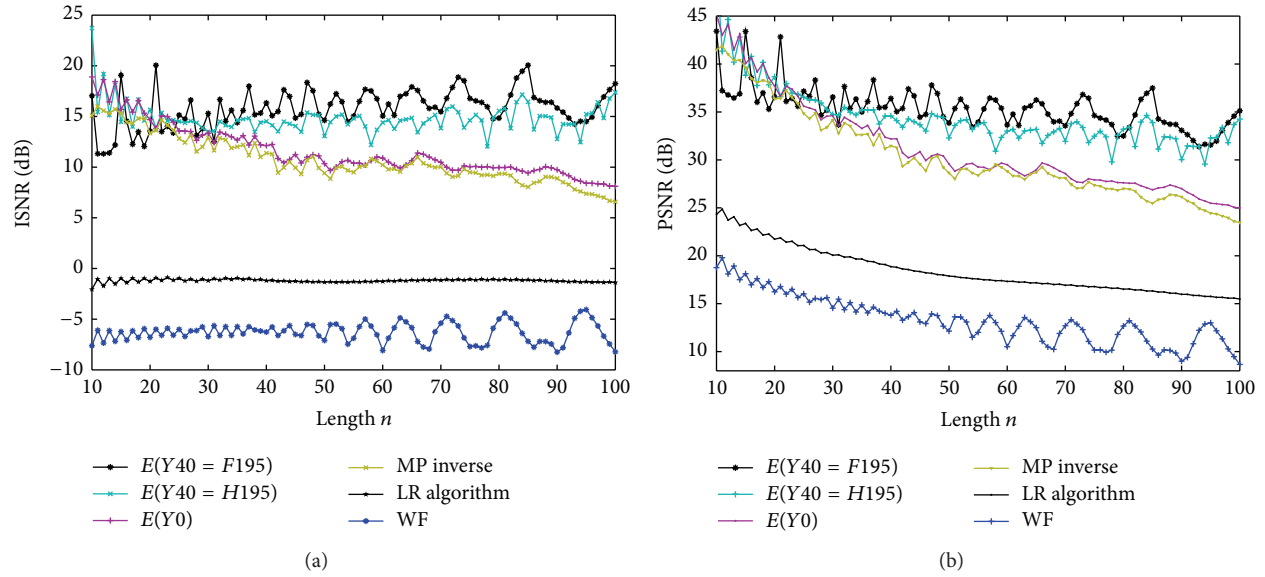 25
20
15
10
5
0
−5
−10
ISNR (dB)
10 20 30 40 50 60 70 80 90 100
Length n
E(Y40 = F195)
E(Y40 = H195)
E(Y0)
MP inverse
LR algorithm
WF
(a)
45
40
35
30
25
20
15
10
PSNR (dB)
10 20 30 40 50 60 70 80 90 100
Length n
E(Y40 = F195)
E(Y40 = H195)
E(Y0)
MP inverse
LR algorithm
WF
(b)